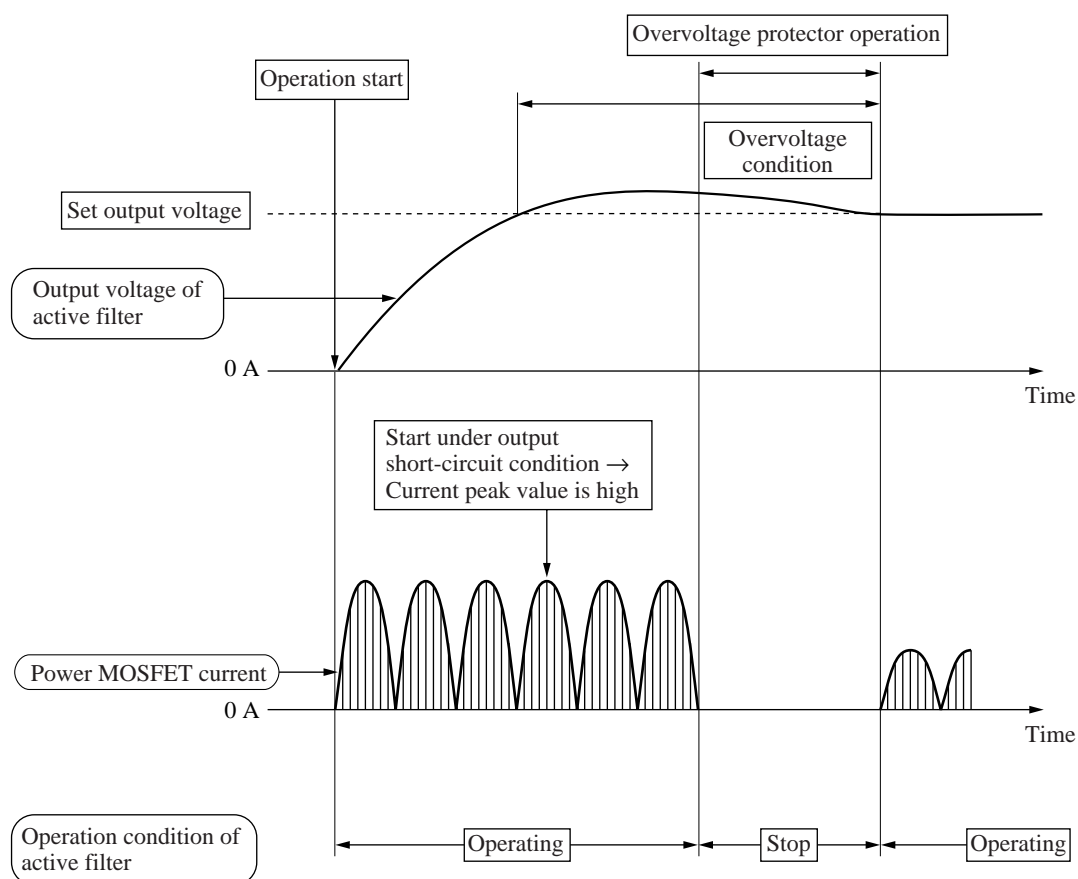 Overvoltage protector operation
Operation start
Overvoltage
condition
Set output voltage
Output voltage of
active filter
0 A
Time
Start under output
short-circuit condition →
Current peak value is high
Power MOSFET current
0 A
Time
Operation condition of
active filter
Operating
Stop
Operating